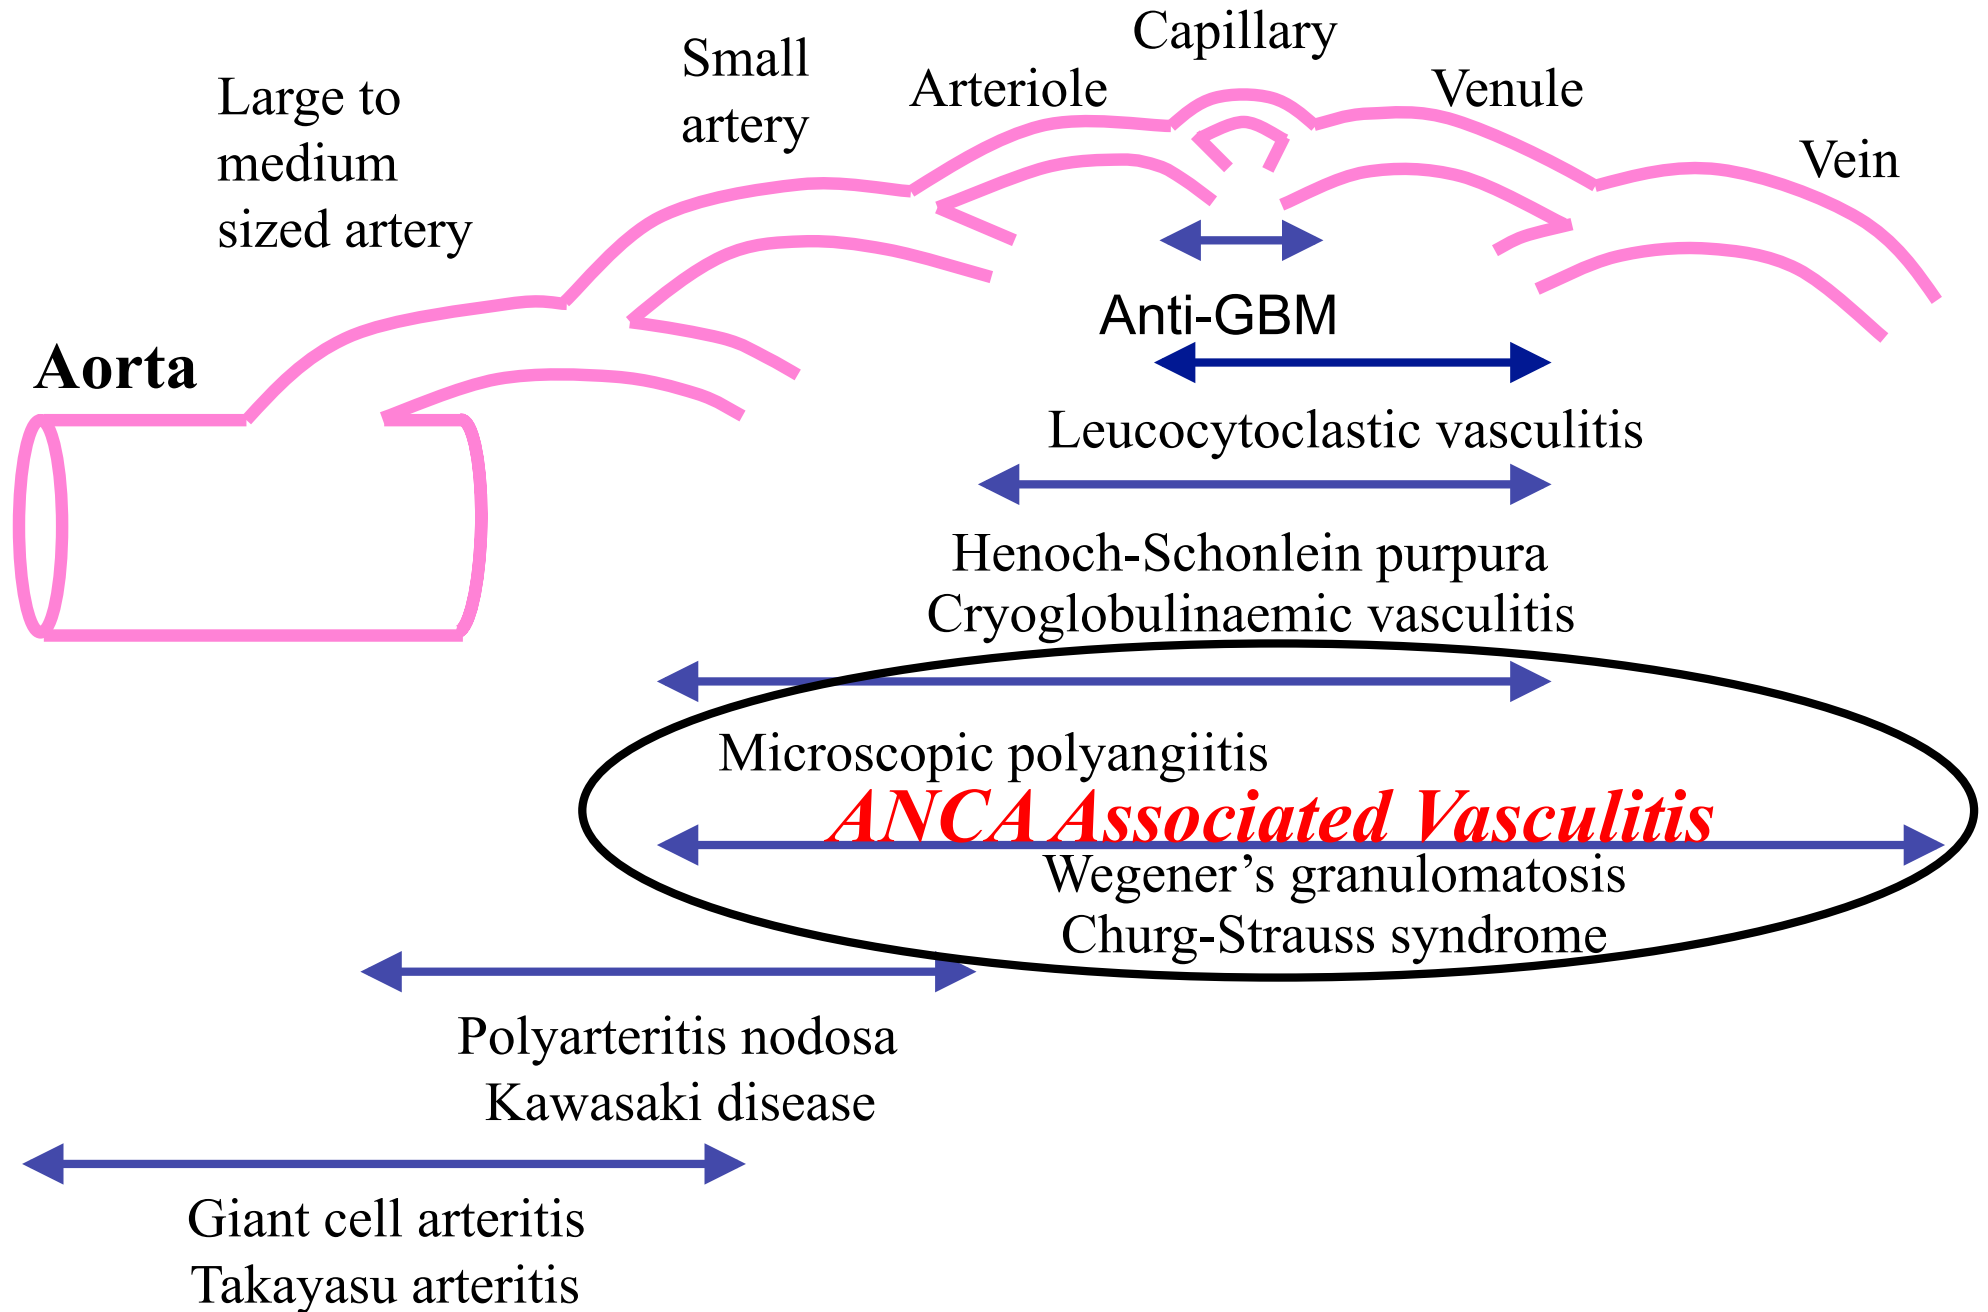 Capillary
Small
artery
Arteriole
Venule
Large to
medium
sized artery
Vein
Anti-GBM
Aorta
Leucocytoclastic vasculitis
Henoch-Schonlein purpura
Cryoglobulinaemic vasculitis
Microscopic polyangiitis
ANCA Associated Vasculitis
Wegener’s granulomatosis
Churg-Strauss syndrome
Polyarteritis nodosa
Kawasaki disease
Giant cell arteritis
Takayasu arteritis